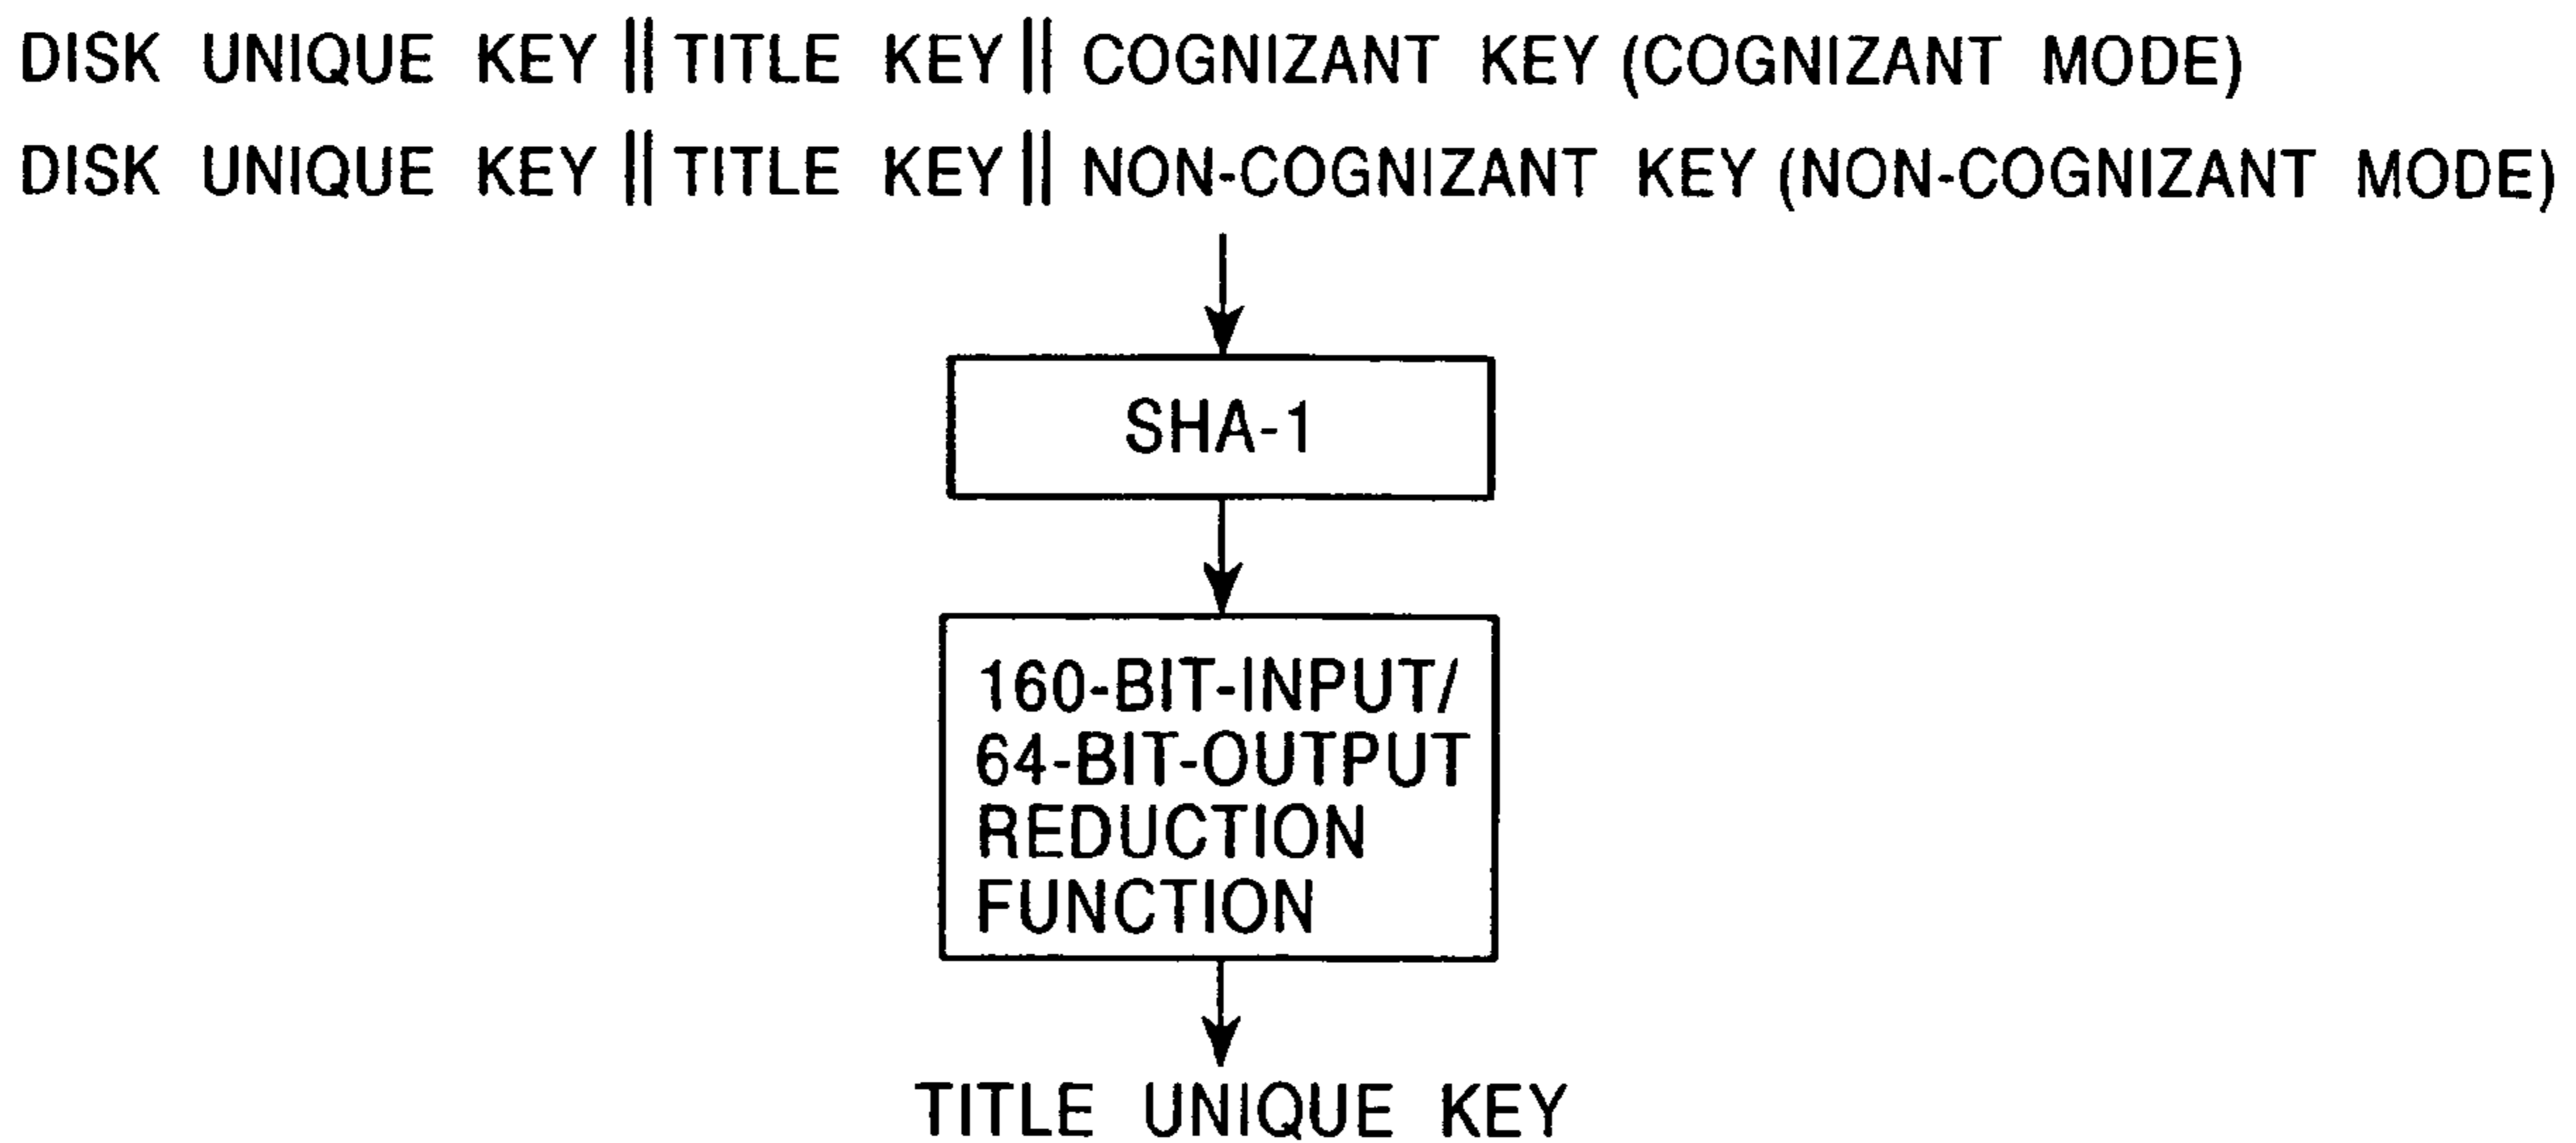 DISK UNIQUE KEY || TITLE KEY || COGNIZANT KEY (COGNIZANT MODE)
DISK UNIQUE KEY || TITLE KEY || NON-COGNIZANT KEY (NON-COGNIZANT MODE)
SHA-1
160-BIT-INPUT/
64-BIT-OUTPUT
REDUCTION
FUNCTION
TITLE UNIQUE KEY